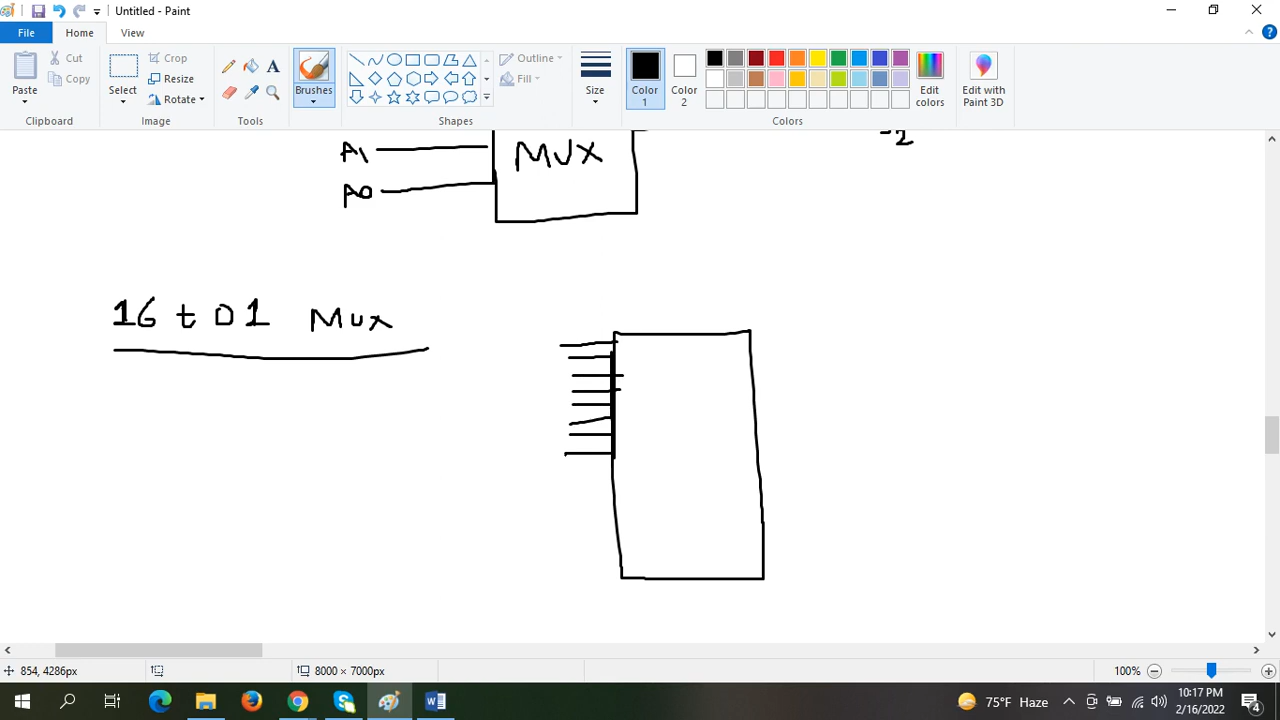 Untitled - Paint
File Home View
Paste
Cut
Copy
Clipboard
Select
Crop
Resize
Rotate
Image
A
Tools
Brushes
Shapes
Outline
Fill
Size
Color 1
Color 2
Edit colors
Colors
Edit with Paint 3D
A1
MUX
A0
2
16 to 1 Mux
854, 4286px
8000 × 7000px
100%
75°F Haze
10:17 PM
2/16/2022
4